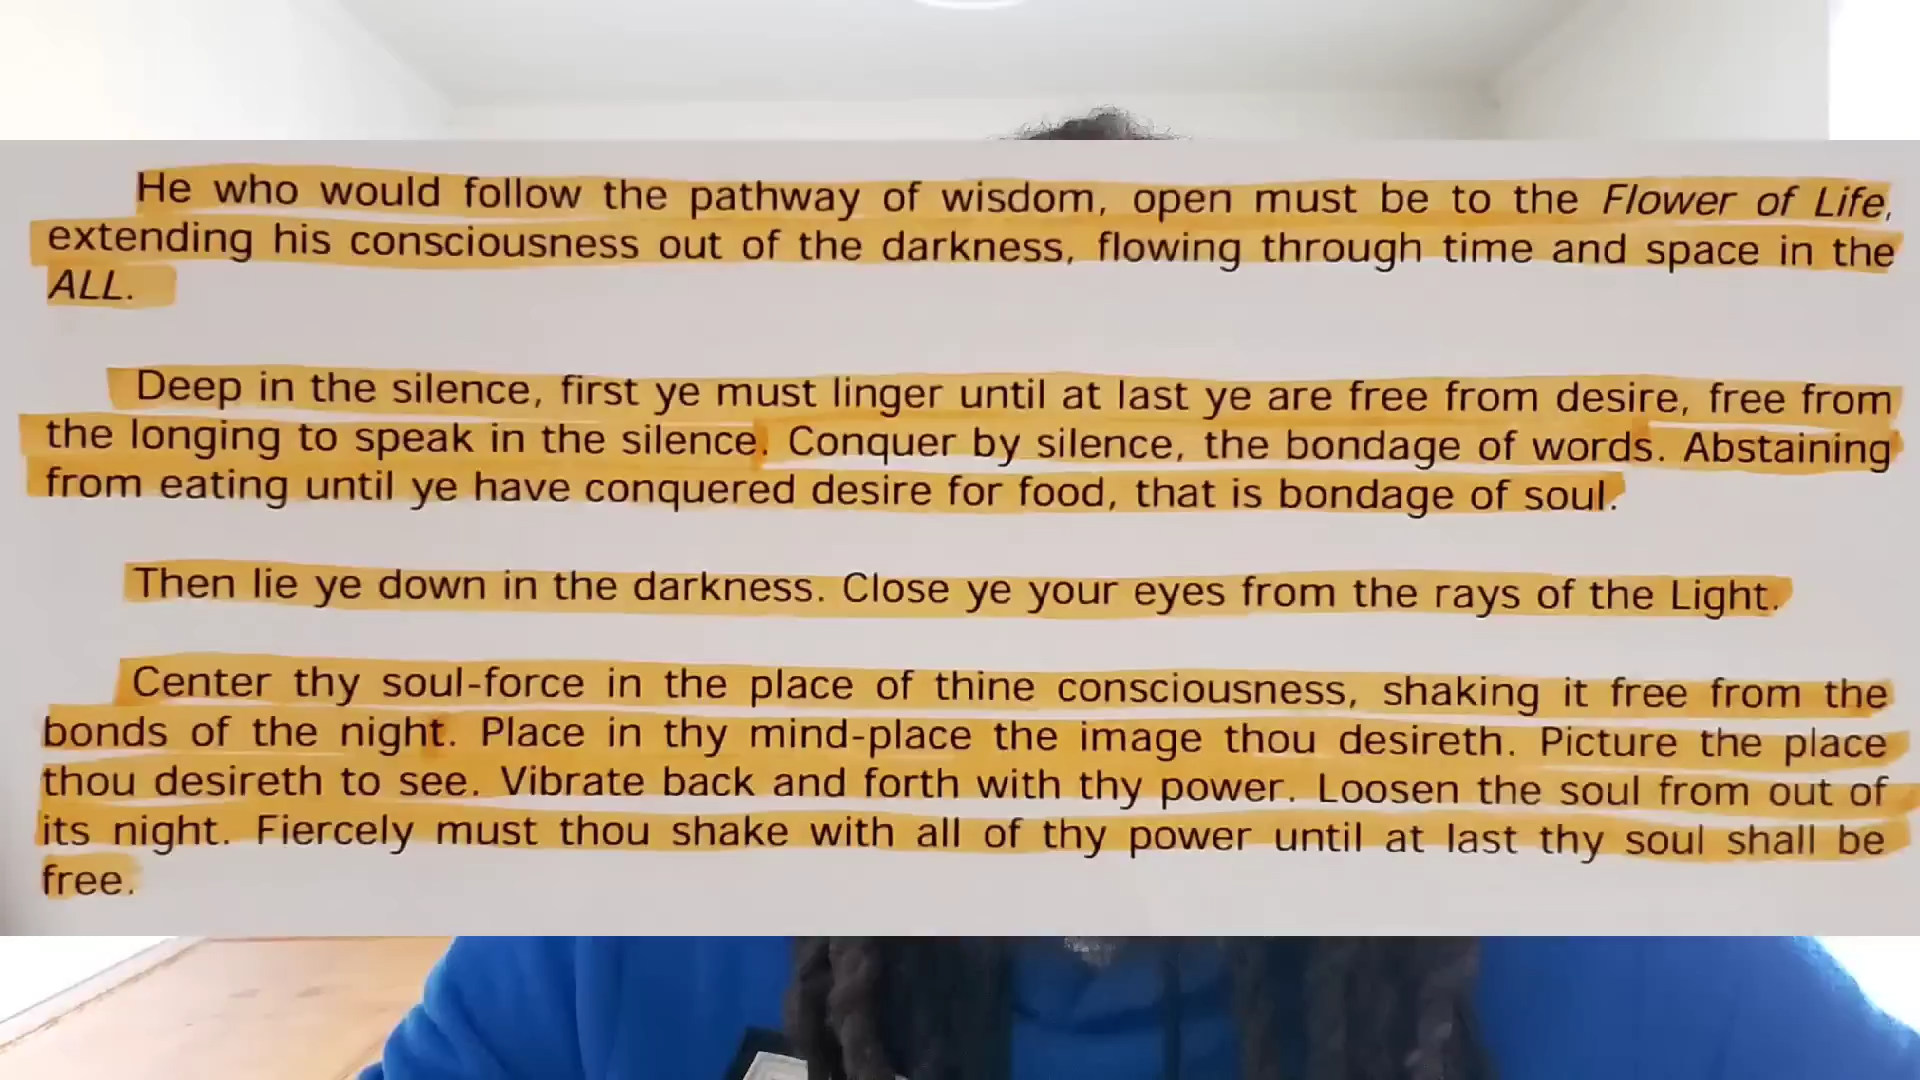 He who would follow the pathway of wisdom, open must be to the Flower of Life,
extending his consciousness out of the darkness, flowing through time and space in the
ALL.
Deep in the silence, first ye must linger until at last ye are free from desire, free from
the longing to speak in the silence. Conquer by silence, the bondage of words. Abstaining
from eating until ye have conquered desire for food, that is bondage of soul.
Then lie ye down in the darkness. Close ye your eyes from the rays of the Light.
Center thy soul-force in the place of thine consciousness, shaking it free from the
bonds of the night. Place in thy mind-place the image thou desireth. Picture the place
thou desireth to see. Vibrate back and forth with thy power. Loosen the soul from out of
its night. Fiercely must thou shake with all of thy power until at last thy soul shall be
free.